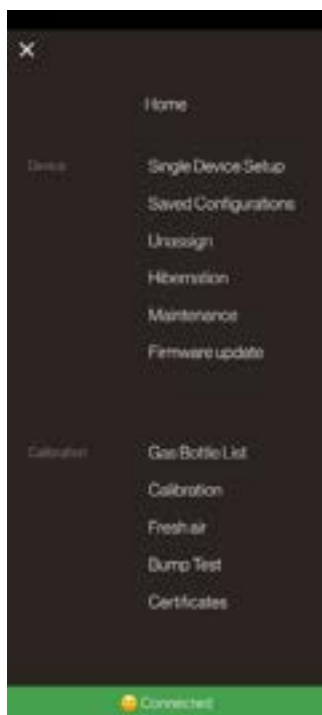 Home
Device
Single Device Setup
Saved Configurations
Unassign
Hibernation
Maintenance
Firmware update
Calibration
Gas Bottle List
Calibration
Fresh air
Bump Test
Certificates
Connected